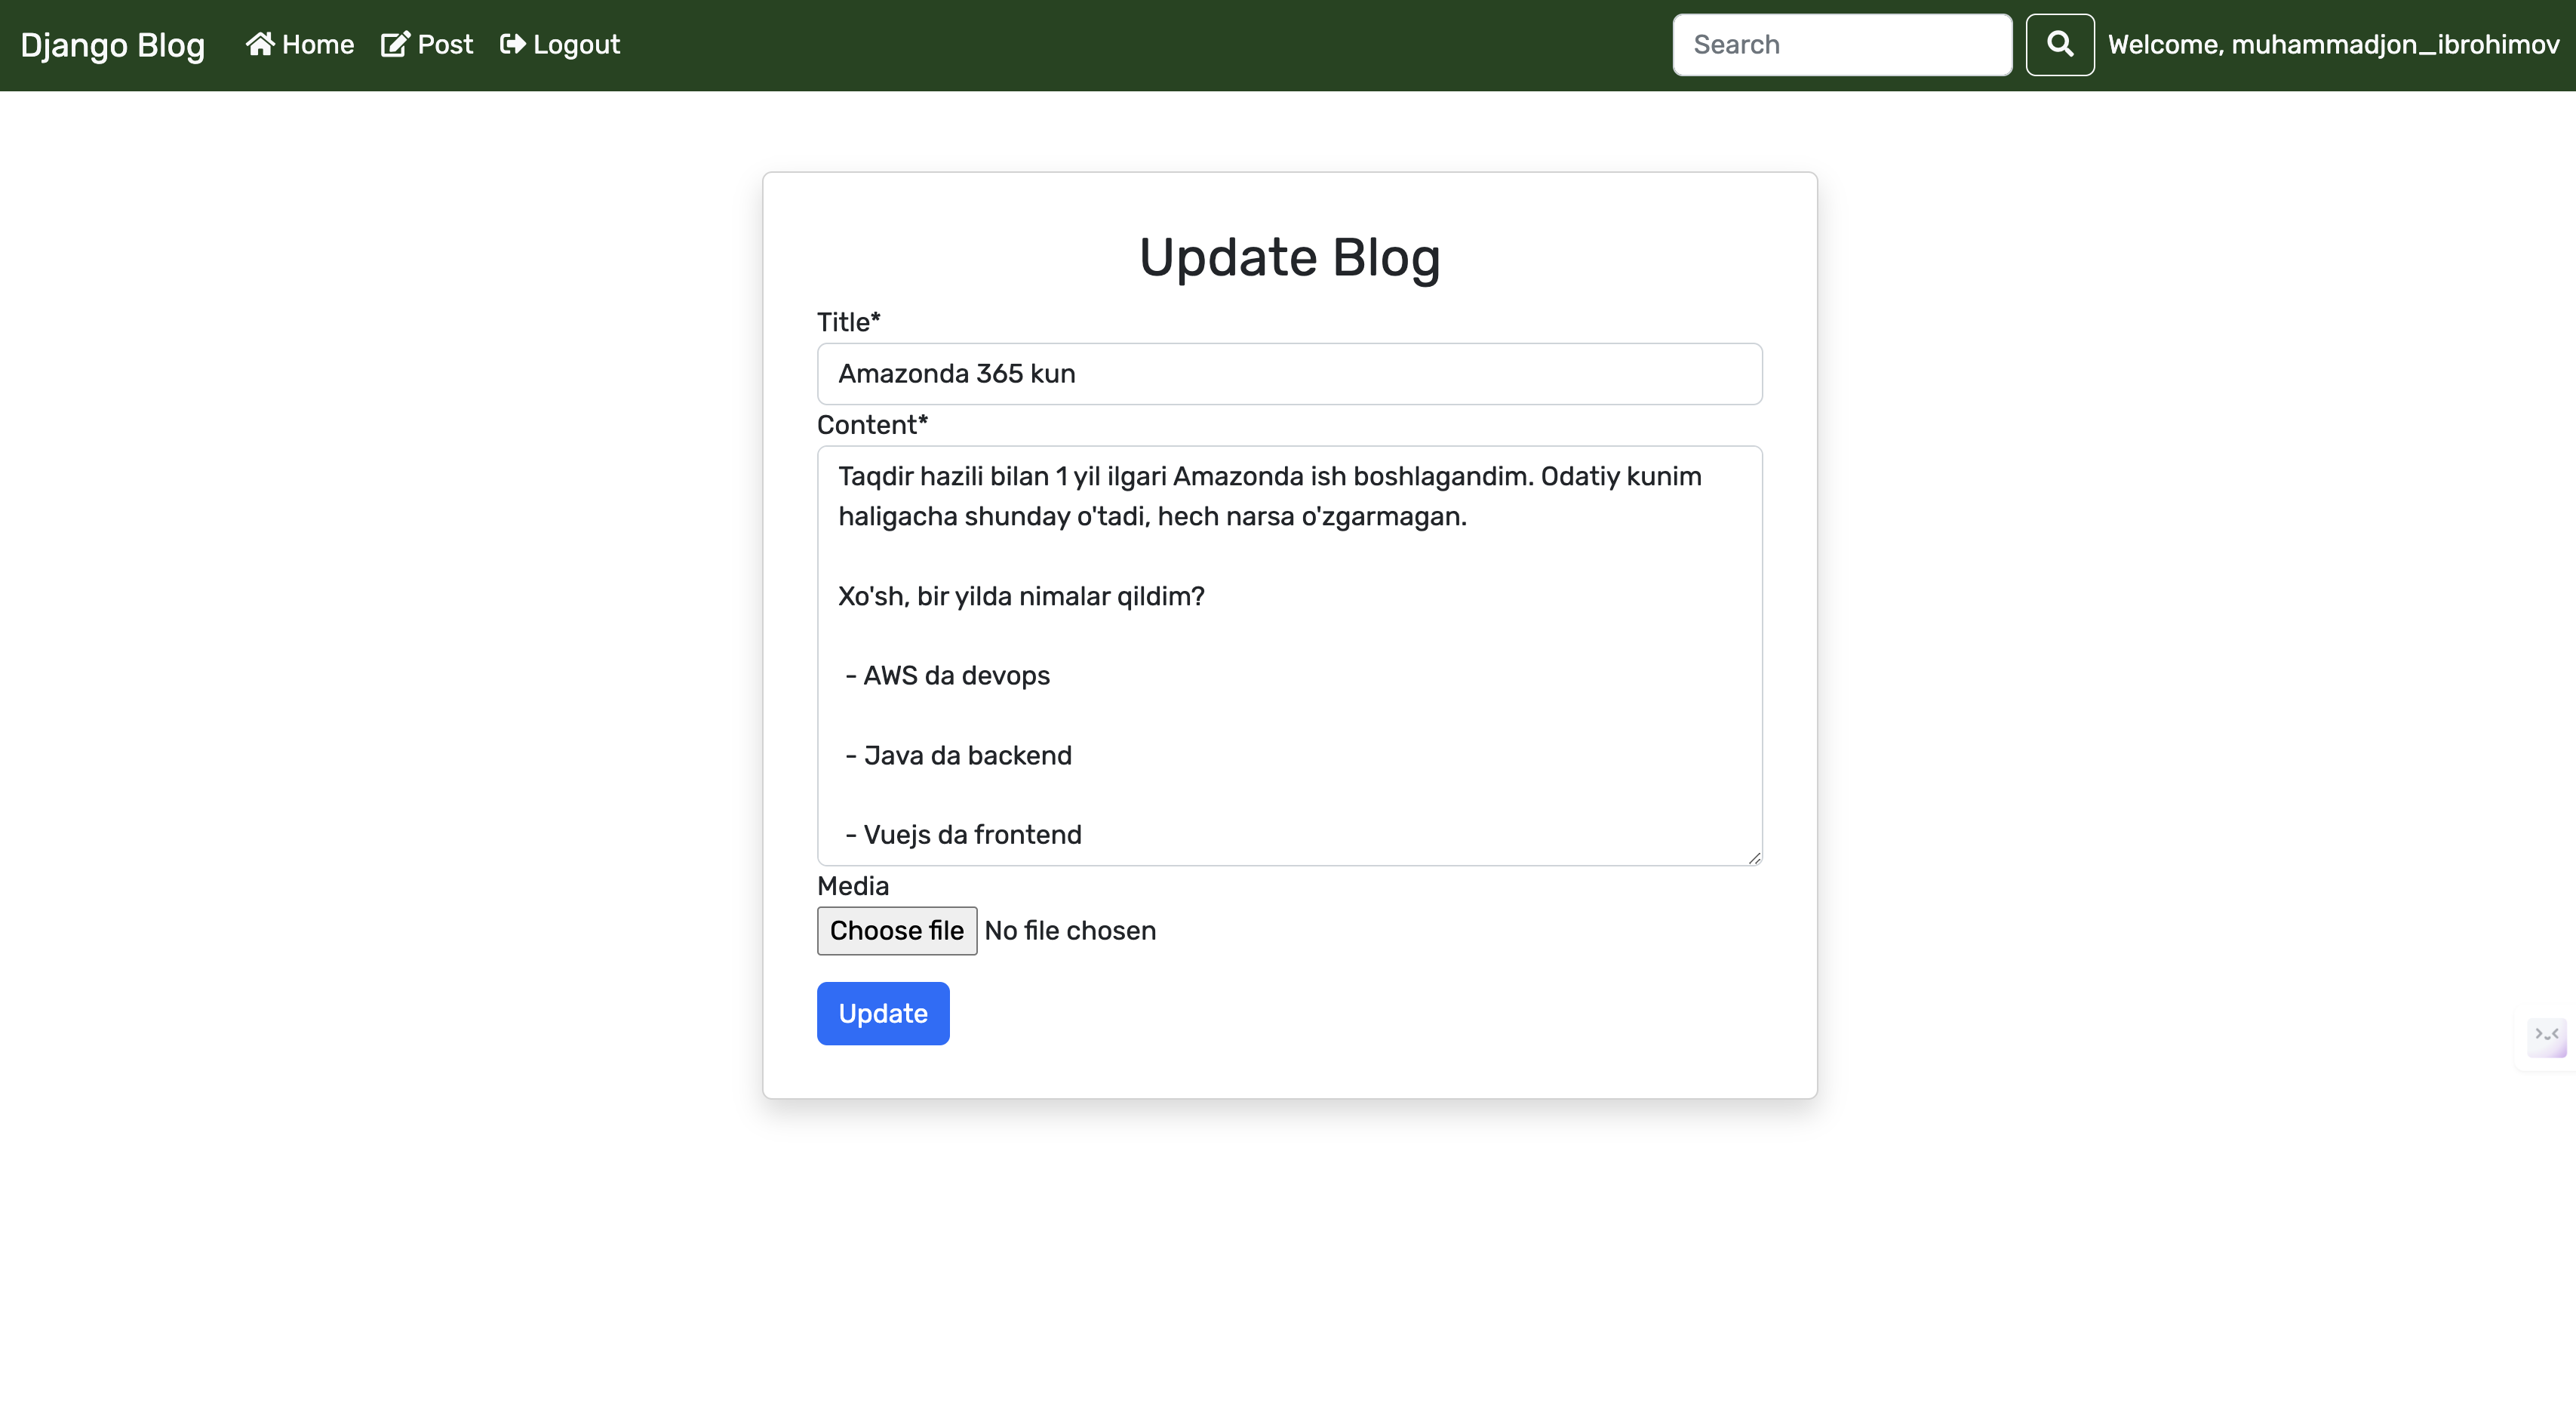 Django Blog Home Post Logout Search Welcome, muhammadjon_ibrohimov
Update Blog
Title*
Amazonda 365 kun
Content*
Taqdir hazili bilan 1 yil ilgari Amazonda ish boshlagandim. Odatiy kunim
haligacha shunday o'tadi, hech narsa o'zgarmagan.
Xo'sh, bir yilda nimalar qildim?
- AWS da devops
- Java da backend
- Vuejs da frontend
Media
Choose file No file chosen
Update